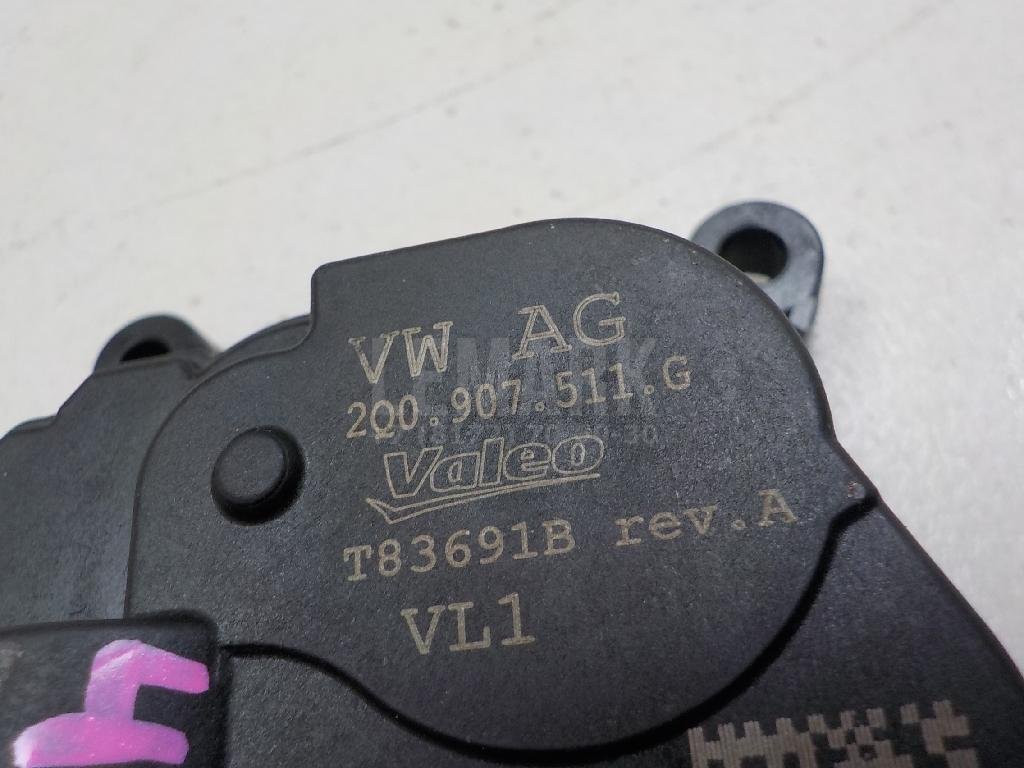 VW AG
2Q0.907.511.G
Valeo
T83691B rev.A
VL1